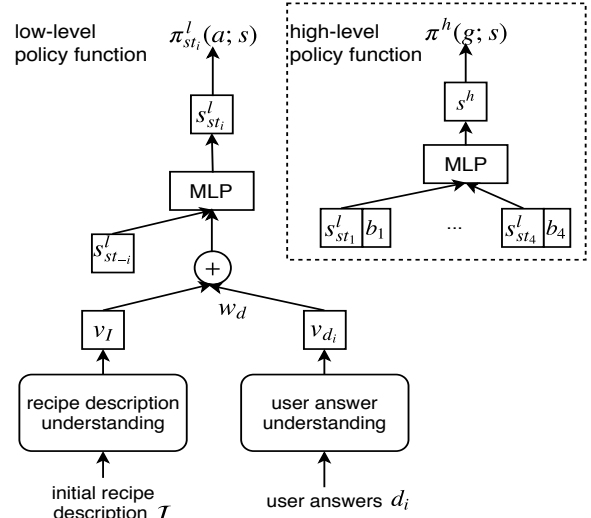 low-level
policy function
π^l_{st_i}(a; s)
s^l_{st_i}
MLP
s^l_{st_{-i}}
+
w_d
v_I
v_{d_i}
recipe description
understanding
user answer
understanding
initial recipe
description I
user answers d_i
high-level
policy function
π^h(g; s)
s^h
MLP
s^l_{st_1} b_1 ... s^l_{st_4} b_4